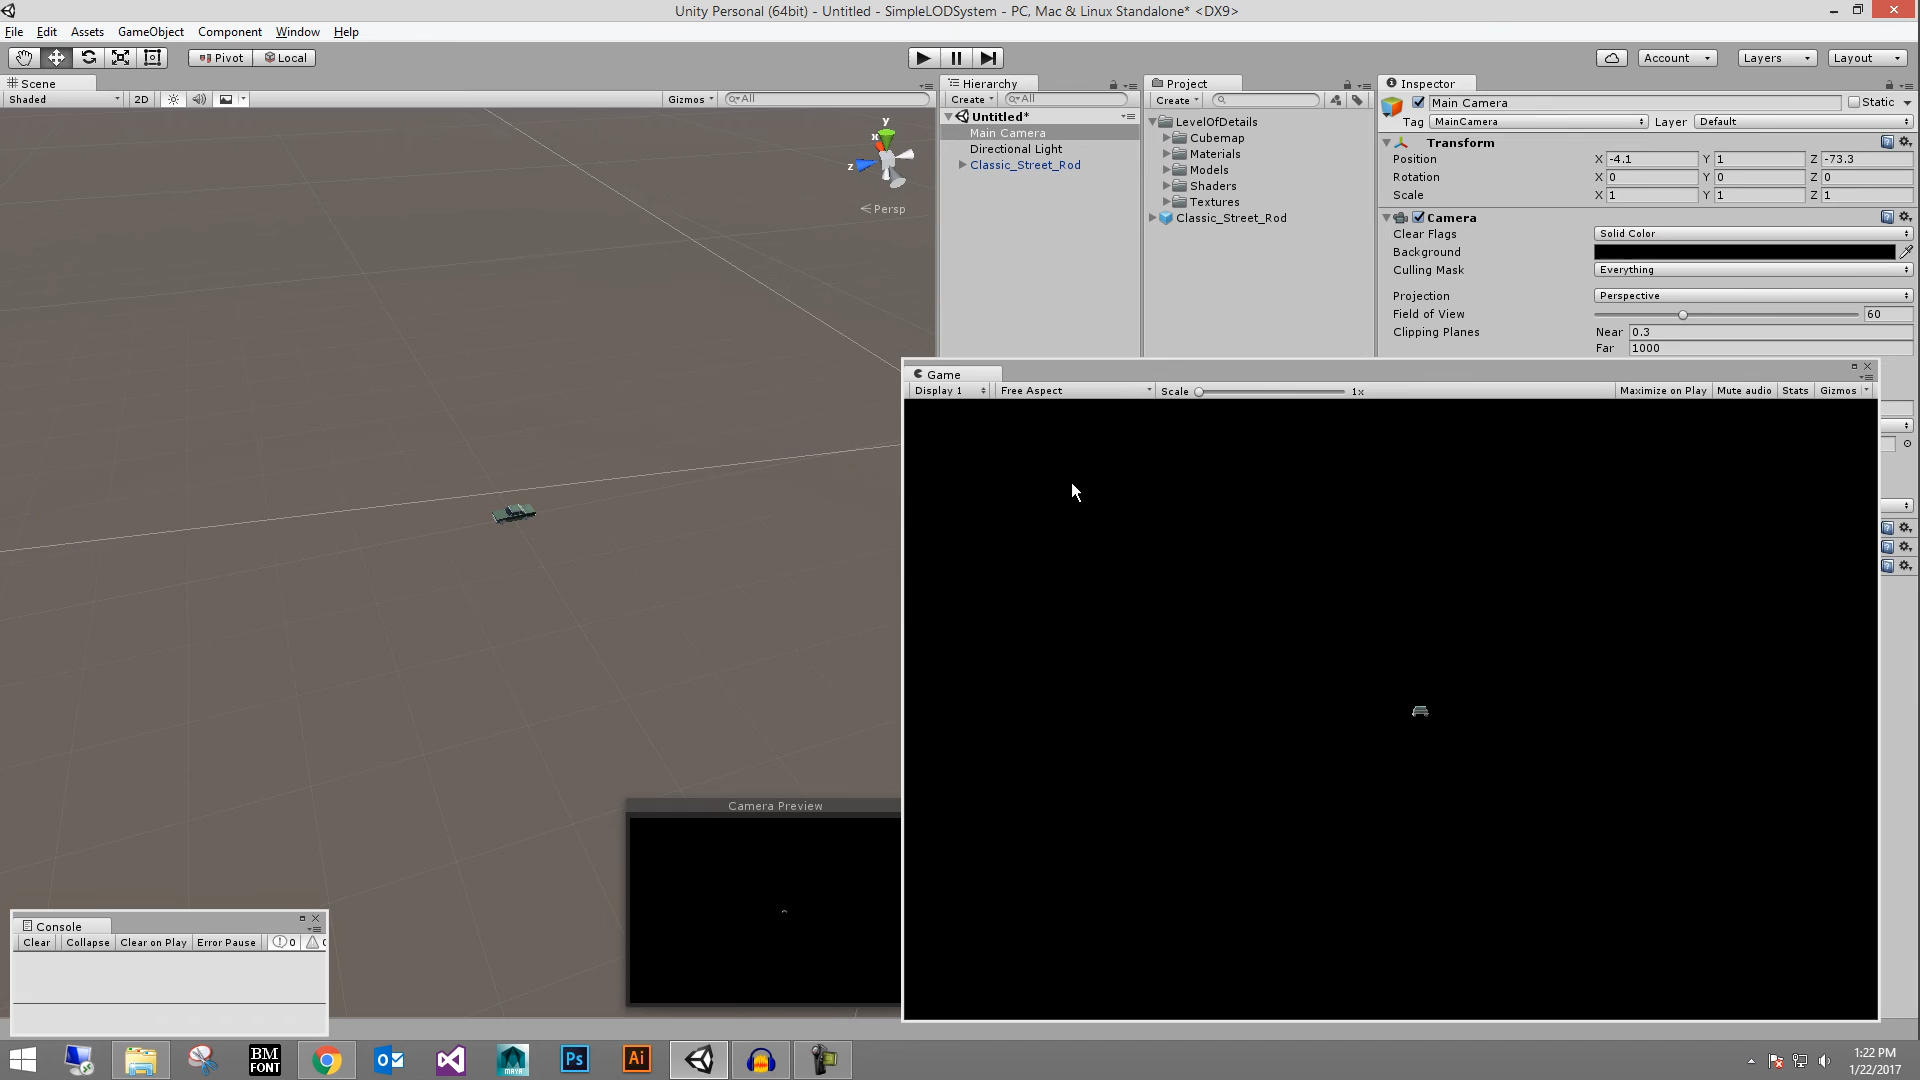 Unity Personal (64bit) - Untitled - SimpleLODSystem - PC, Mac & Linux Standalone* <DX9>
File Edit Assets GameObject Component Window Help
Pivot Local Account Layers Layout
Scene
Shaded 2D Gizmos All
y
x
z
Persp
Hierarchy
Create All
Untitled*
Main Camera
Directional Light
Classic_Street_Rod
Project
Create
LevelOfDetails
Cubemap
Materials
Models
Shaders
Textures
Classic_Street_Rod
Inspector
Main Camera Static
Tag MainCamera Layer Default
Transform
Position X -4.1 Y 1 Z -73.3
Rotation X 0 Y 0 Z 0
Scale X 1 Y 1 Z 1
Camera
Clear Flags Solid Color
Background
Culling Mask Everything
Projection Perspective
Field of View 60
Clipping Planes Near 0.3
Far 1000
Game
Display 1 Free Aspect Scale 1x Maximize on Play Mute audio Stats Gizmos
Camera Preview
Console
Clear Collapse Clear on Play Error Pause 0 0
BM
FONT
MAYA
Ps
Ai
1:22 PM
1/22/2017